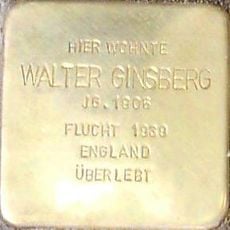 HIER WOHNTE
WALTER GINSBERG
JG. 1906
FLUCHT 1939
ENGLAND
ÜBERLEBT